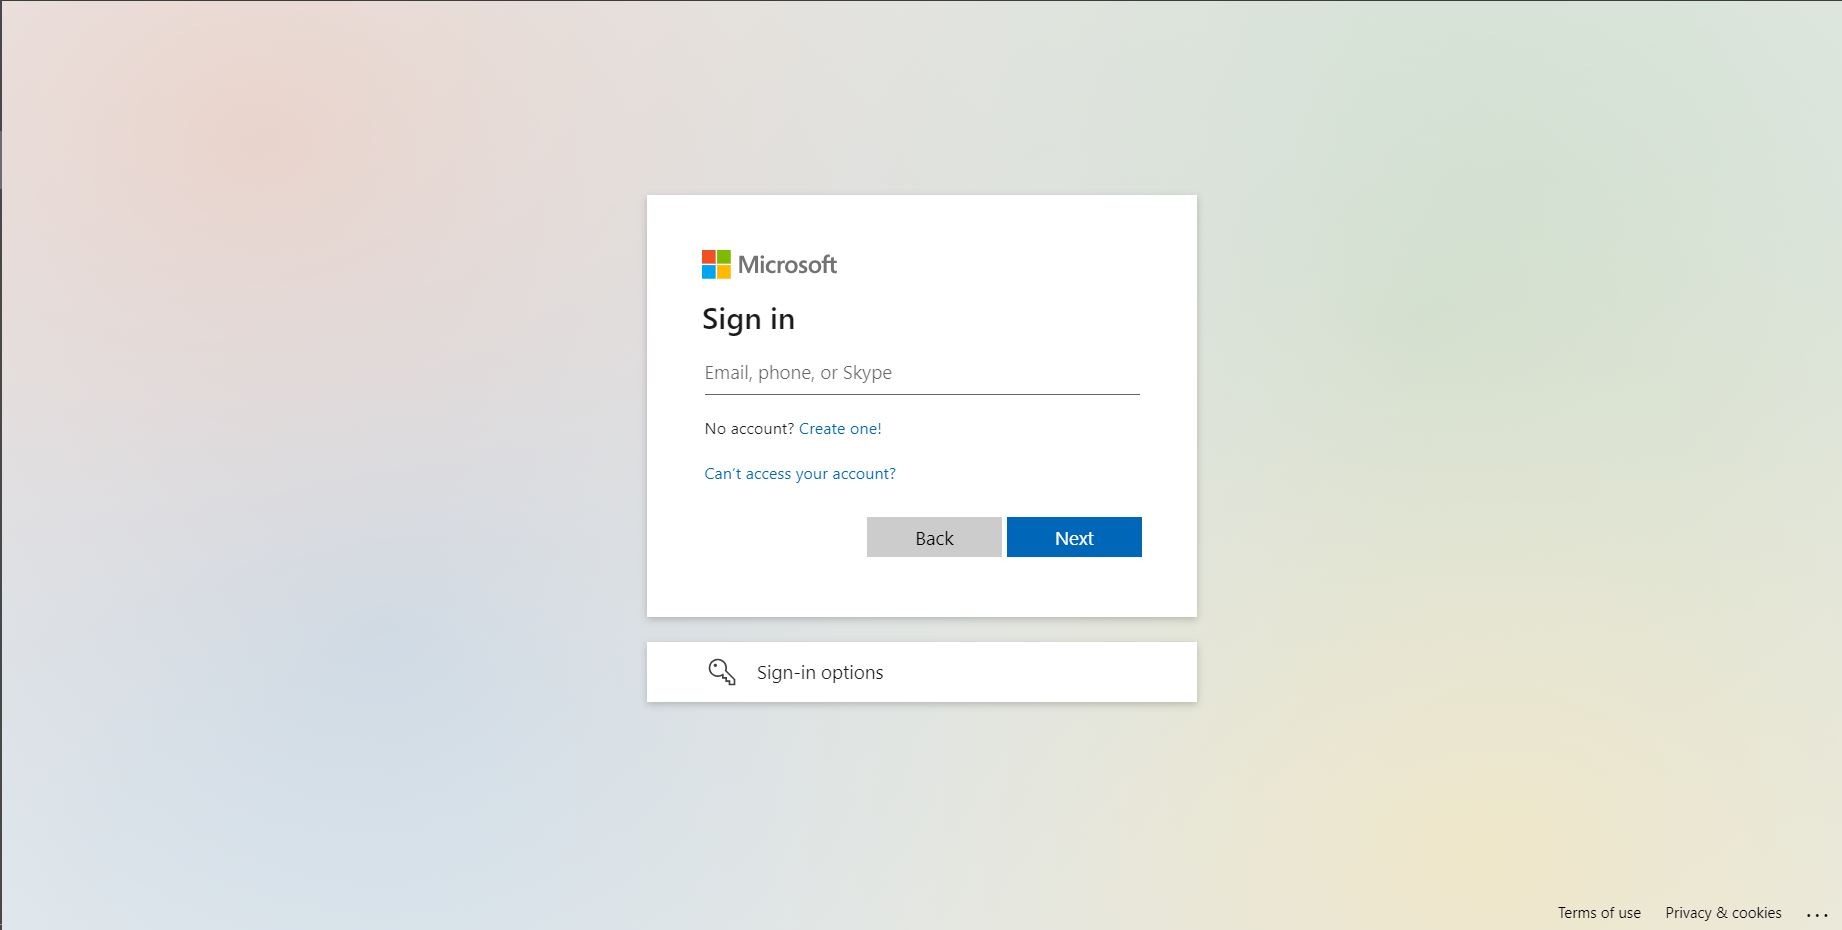 Microsoft
Sign in
Email, phone, or Skype
No account? Create one!
Can't access your account?
Back
Next
Sign-in options
Terms of use
Privacy & cookies
...